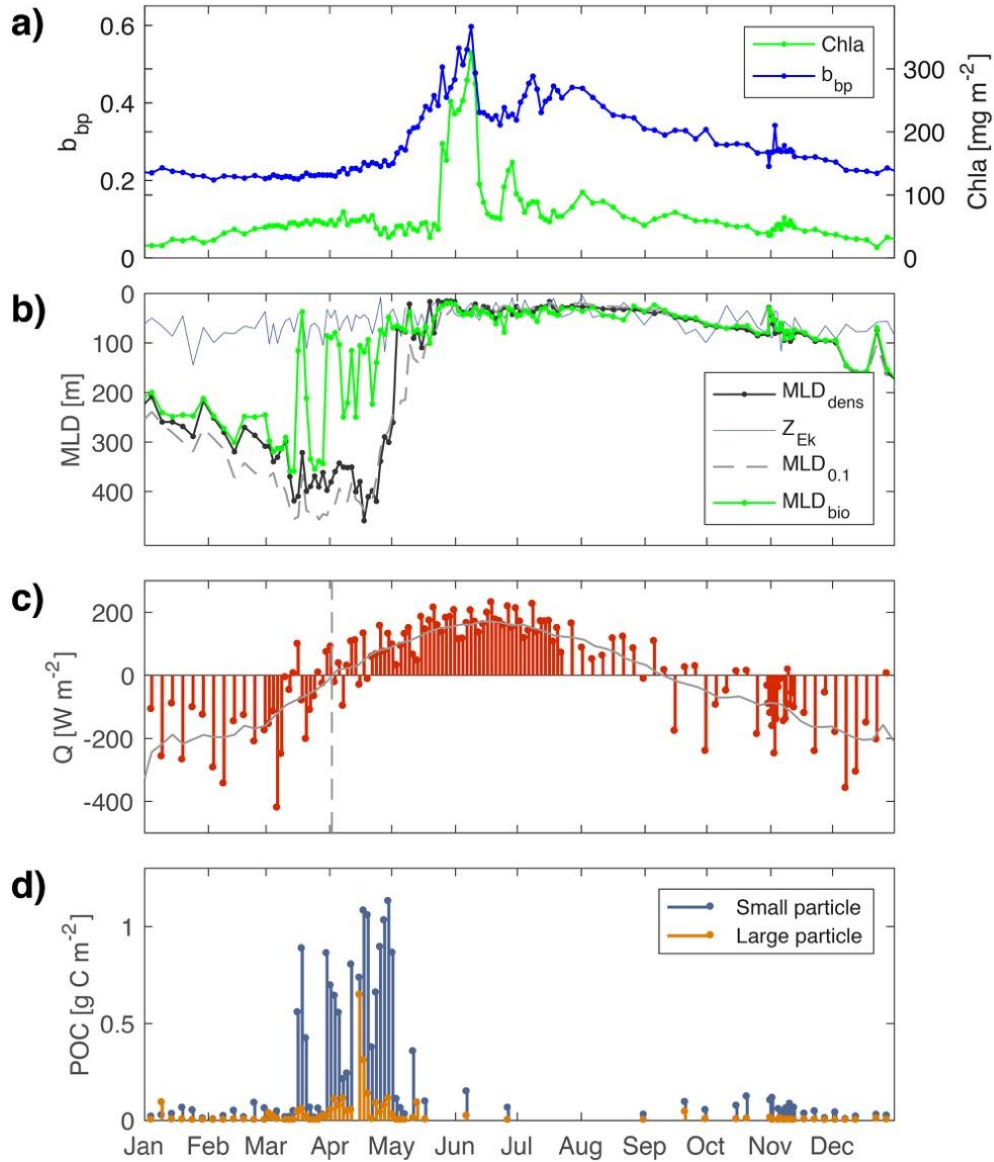 a)
0.6
0.4
0.2
0
b_bp
Chla
b_bp
300
200
100
0
Chla [mg m⁻²]
b)
0
100
200
300
400
MLD [m]
MLD_dens
Z_Ek
MLD_0.1
MLD_bio
c)
200
0
-200
-400
Q [W m⁻²]
d)
1
0.5
0
POC [g C m⁻²]
Small particle
Large particle
Jan Feb Mar Apr May Jun Jul Aug Sep Oct Nov Dec